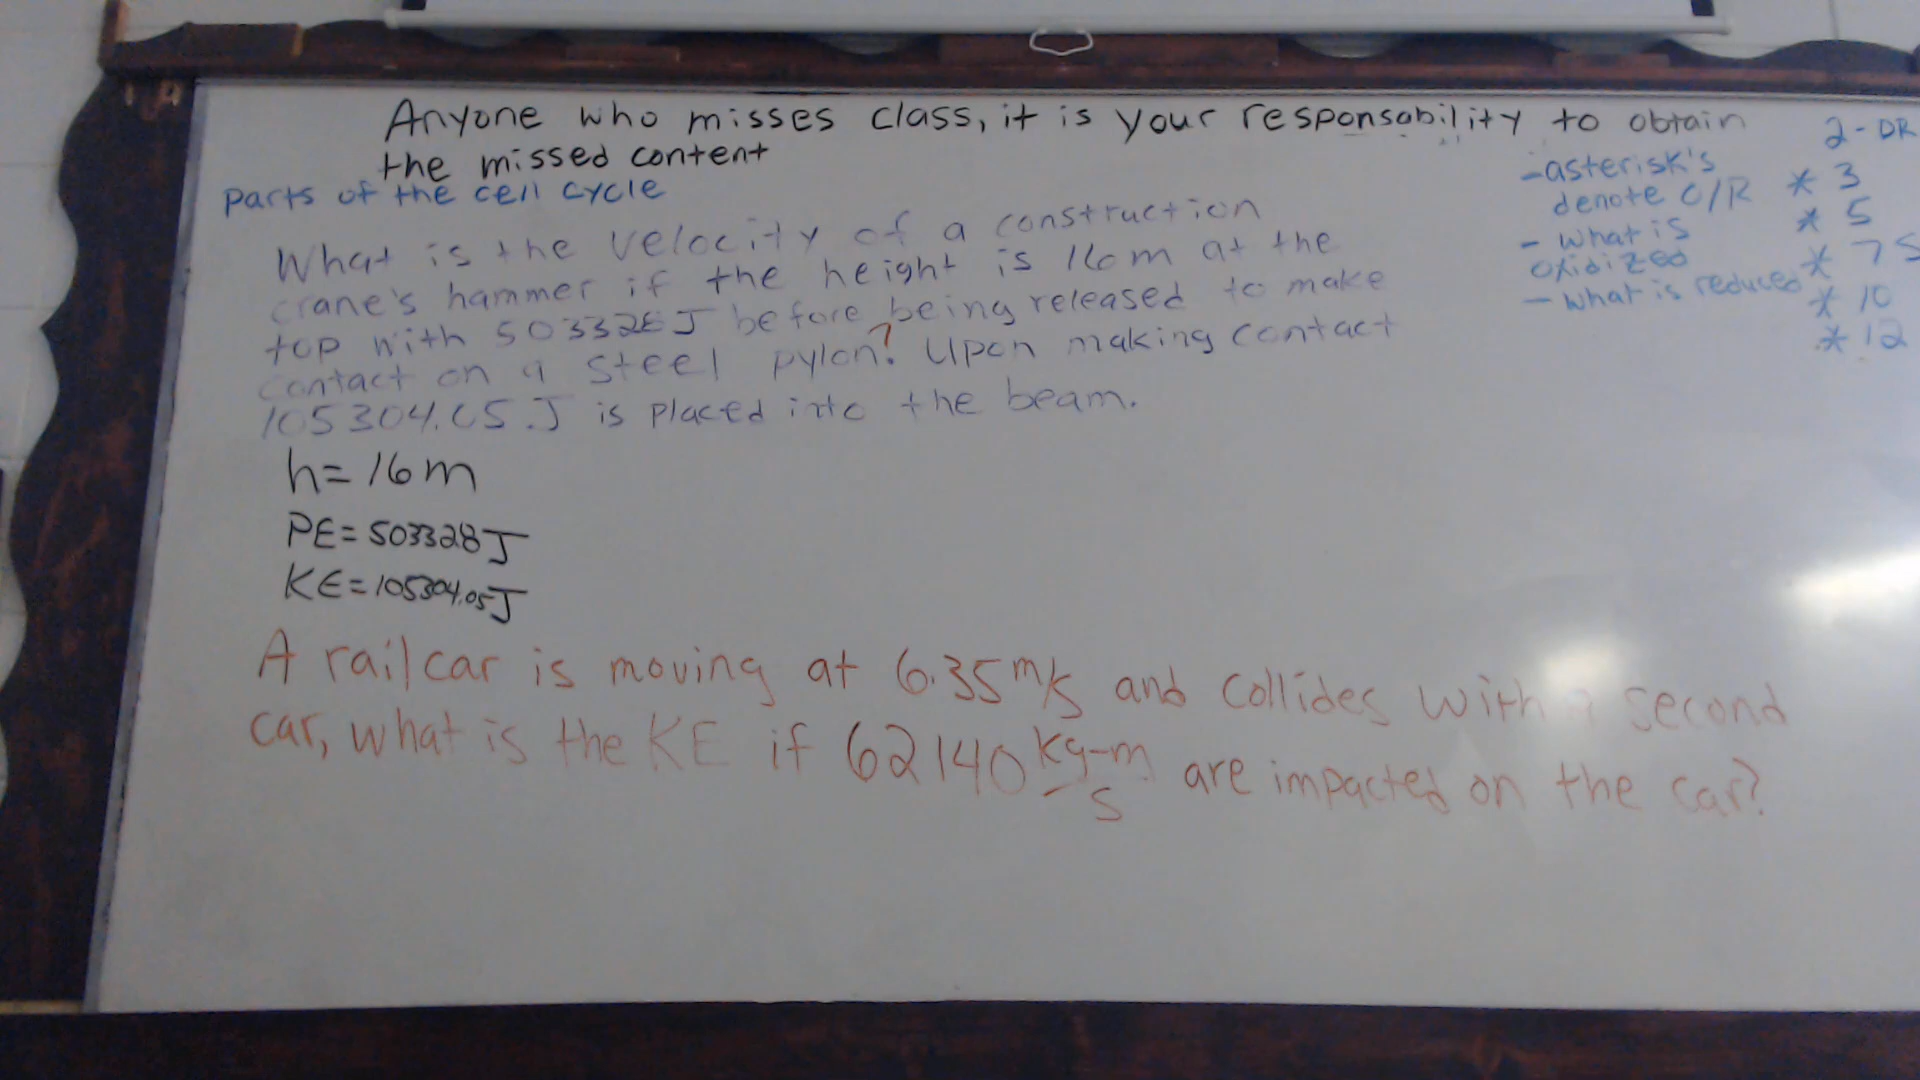 Anyone who misses class, it is your responsability to obtain
the missed content
parts of the cell cycle
What is the velocity of a construction
crane's hammer if the height is 16m at the
top with 503328J before being released to make
contact on a steel pylon? Upon making contact
105304.05J is placed into the beam.
h=16m
PE=503328J
KE=105304.05J
A railcar is moving at 6.35m/s and collides with a second
car, what is the KE if 62140 kg-m/s are impacted on the car?
2-DR
-asterisk's
denote O/R
- what is
oxidized
- what is reduced
* 3
* 5
* 7 S
* 10
* 12